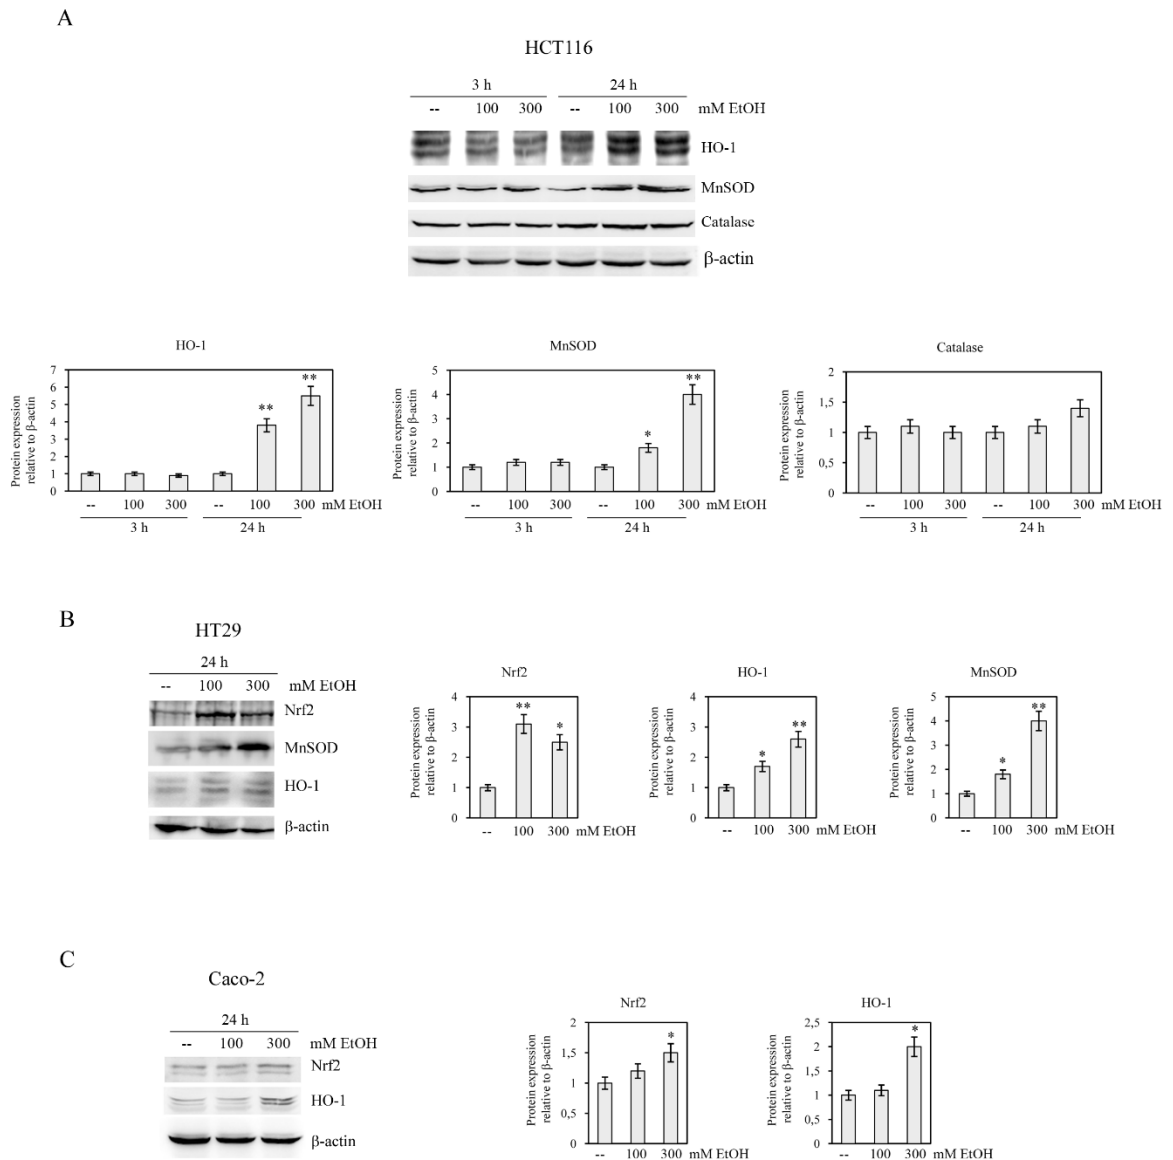 A
HCT116
3 h 24 h
-- 100 300 -- 100 300 mM EtOH
HO-1
MnSOD
Catalase
β-actin
HO-1
Protein expression
relative to β-actin
7
6
5
4
3
2
1
0
** **
-- 100 300 -- 100 300 mM EtOH
3 h 24 h
MnSOD
Protein expression
relative to β-actin
5
4
3
2
1
0
* **
-- 100 300 -- 100 300 mM EtOH
3 h 24 h
Catalase
Protein expression
relative to β-actin
2
1,5
1
0,5
0
-- 100 300 -- 100 300 mM EtOH
3 h 24 h
B
HT29
24 h
-- 100 300 mM EtOH
Nrf2
MnSOD
HO-1
β-actin
Nrf2
Protein expression
relative to β-actin
4
3
2
1
0
** *
-- 100 300 mM EtOH
HO-1
Protein expression
relative to β-actin
4
3
2
1
0
* **
-- 100 300 mM EtOH
MnSOD
Protein expression
relative to β-actin
5
4
3
2
1
0
* **
-- 100 300 mM EtOH
C
Caco-2
24 h
-- 100 300 mM EtOH
Nrf2
HO-1
β-actin
Nrf2
Protein expression
relative to β-actin
2
1,5
1
0,5
0
*
-- 100 300 mM EtOH
HO-1
Protein expression
relative to β-actin
2,5
2
1,5
1
0,5
0
*
-- 100 300 mM EtOH